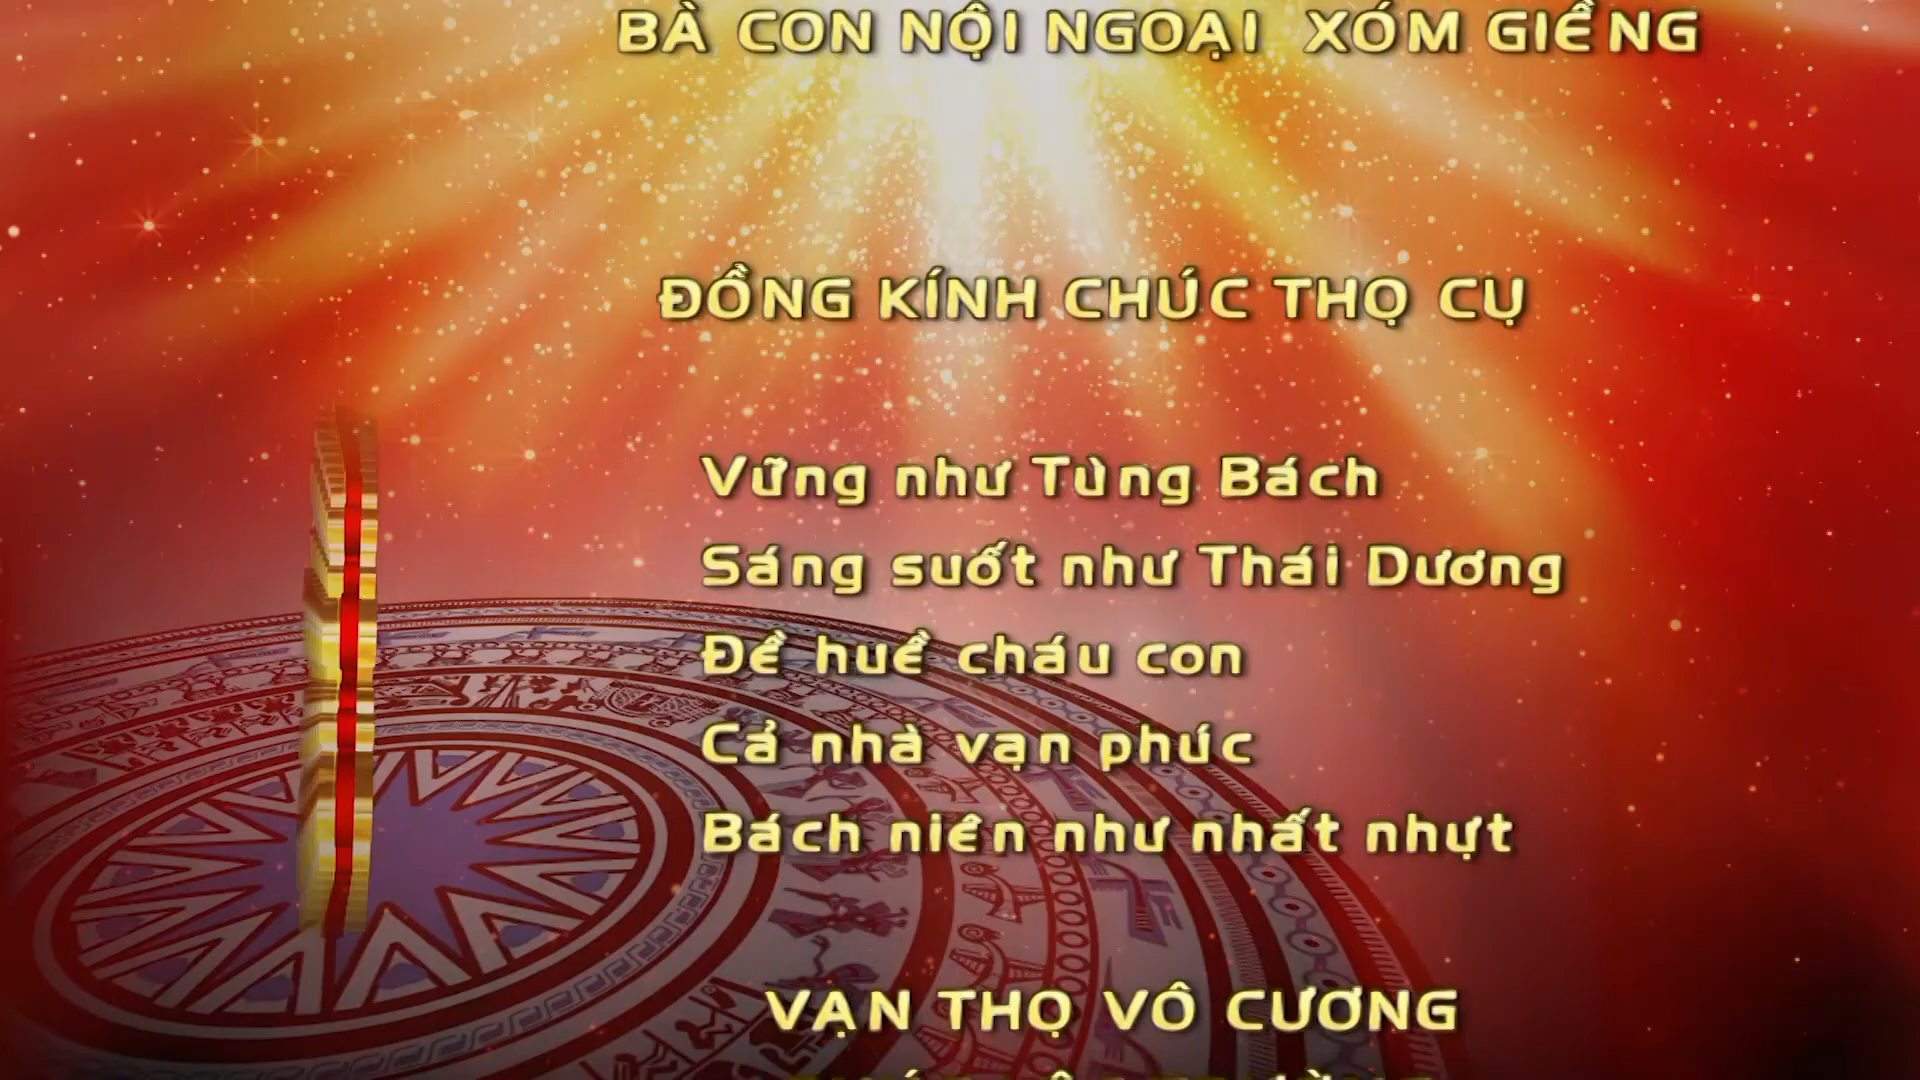 BÀ CON NỘI NGOẠI XÓM GIỀNG
ĐỒNG KÍNH CHÚC THỌ CỤ
Vững như Tùng Bách
Sáng suốt như Thái Dương
Đề huề cháu con
Cả nhà vạn phúc
Bách niên như nhất nhựt
VẠN THỌ VÔ CƯƠNG